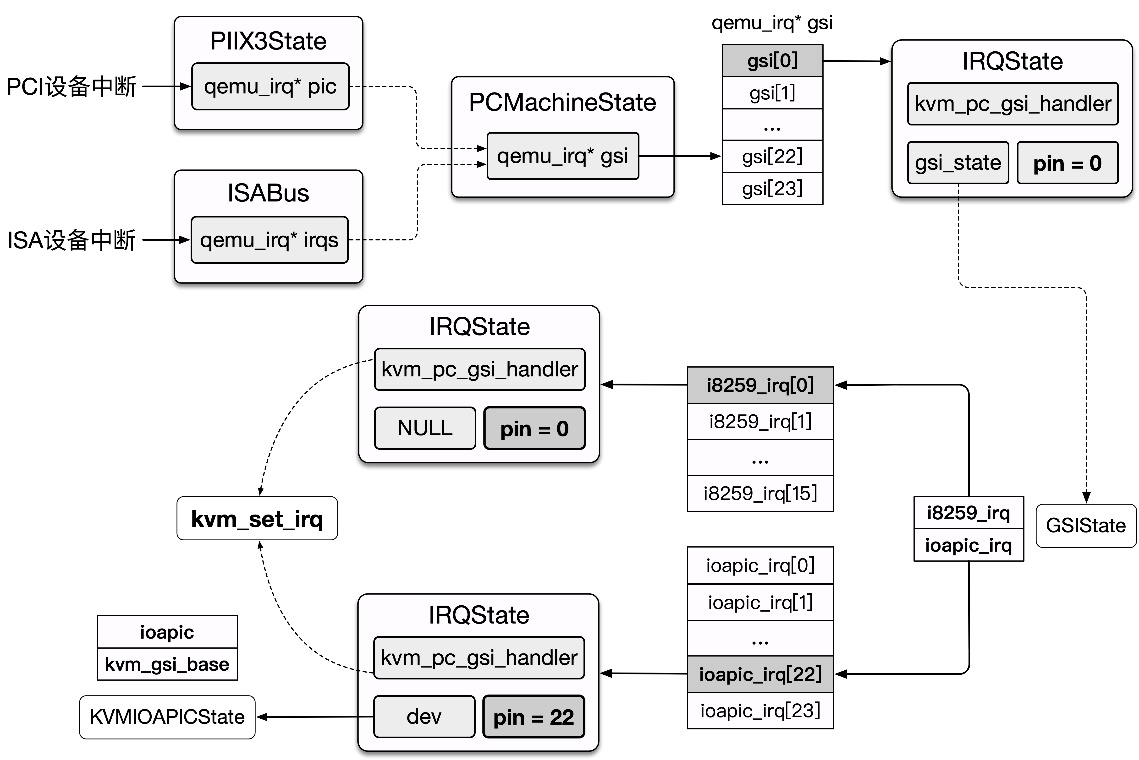 qemu_irq* gsi
PIIX3State
PCI设备中断
qemu_irq* pic
PCMachineState
qemu_irq* gsi
ISABus
ISA设备中断
qemu_irq* irqs
gsi[0]
gsi[1]
...
gsi[22]
gsi[23]
IRQState
kvm_pc_gsi_handler
gsi_state
pin = 0
IRQState
kvm_pc_gsi_handler
NULL
pin = 0
i8259_irq[0]
i8259_irq[1]
...
i8259_irq[15]
kvm_set_irq
i8259_irq
ioapic_irq
GSIState
ioapic_irq[0]
ioapic_irq[1]
...
ioapic_irq[22]
ioapic_irq[23]
IRQState
kvm_pc_gsi_handler
dev
pin = 22
ioapic
kvm_gsi_base
KVMIOAPICState